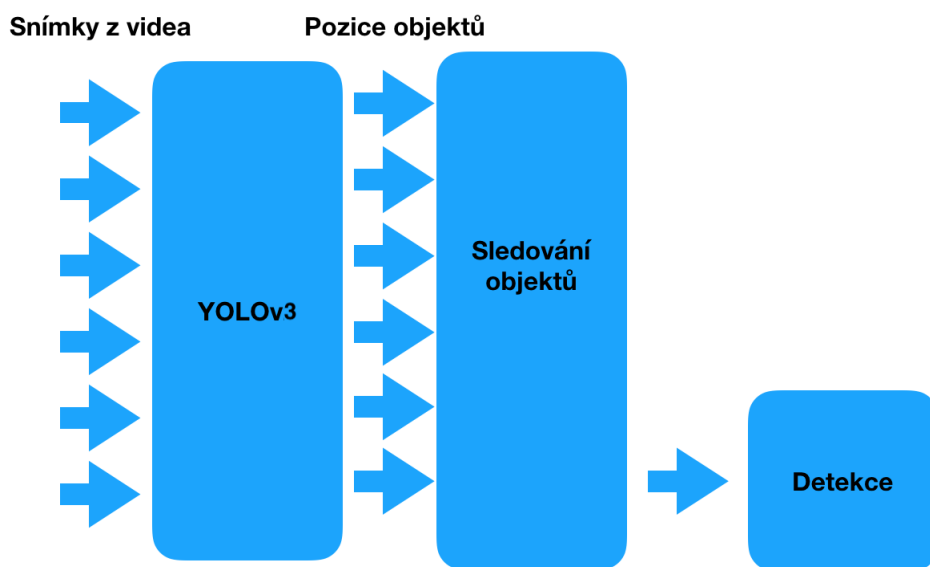 Snímky z videa
Pozice objektů
YOLOv3
Sledování
objektů
Detekce